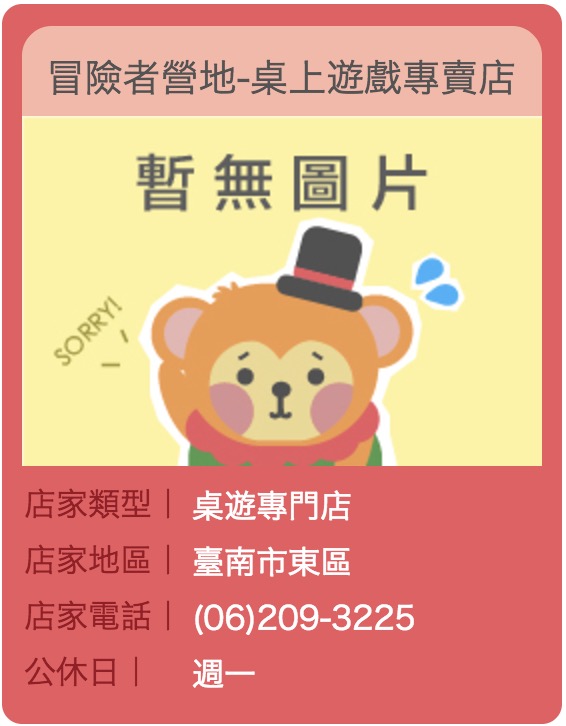 冒險者營地-桌上遊戲專賣店
暫無圖片
SORRY!
店家類型｜ 桌遊專門店
店家地區｜ 臺南市東區
店家電話｜ (06)209-3225
公休日｜ 週一